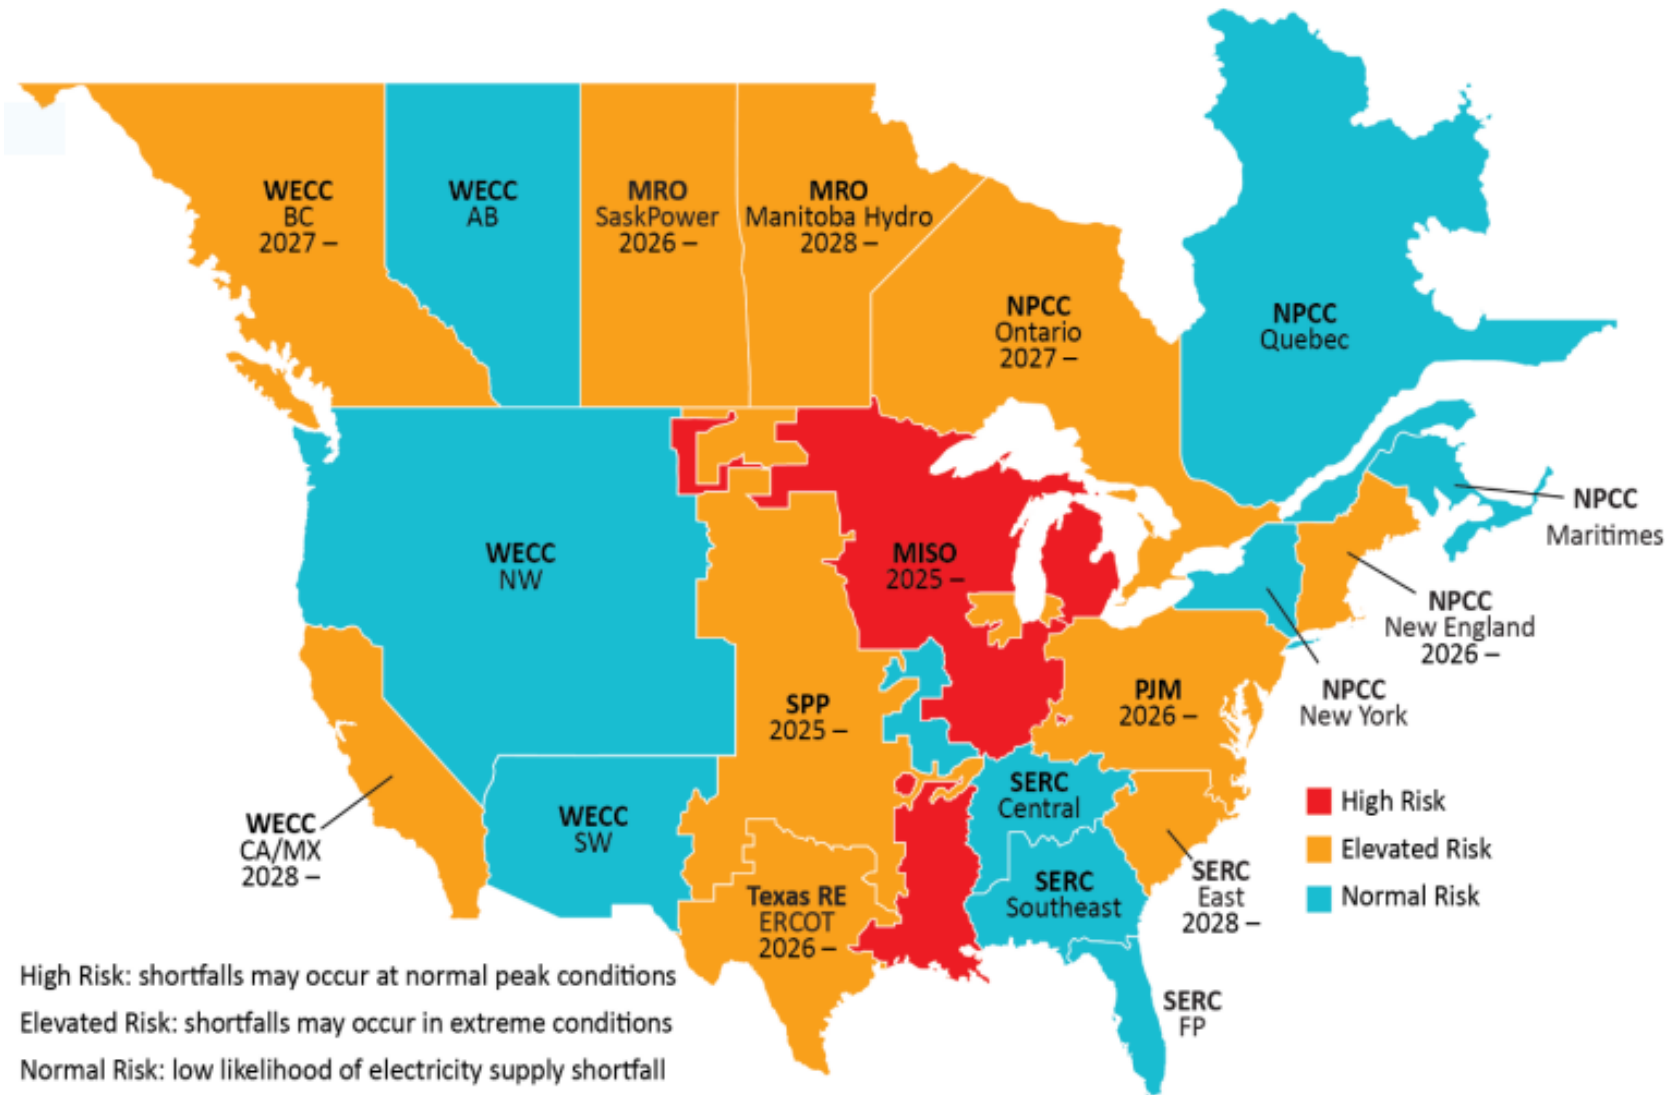 WECC
BC
2027 –
WECC
AB
MRO
SaskPower
2026 –
MRO
Manitoba Hydro
2028 –
NPCC
Ontario
2027 –
NPCC
Quebec
NPCC
Maritimes
WECC
NW
MISO
2025 –
NPCC
New England
2026 –
NPCC
New York
SPP
2025 –
PJM
2026 –
WECC
CA/MX
2028 –
WECC
SW
SERC
Central
SERC
Southeast
SERC
East
2028 –
Texas RE
ERCOT
2026 –
SERC
FP
High Risk
Elevated Risk
Normal Risk
High Risk: shortfalls may occur at normal peak conditions
Elevated Risk: shortfalls may occur in extreme conditions
Normal Risk: low likelihood of electricity supply shortfall